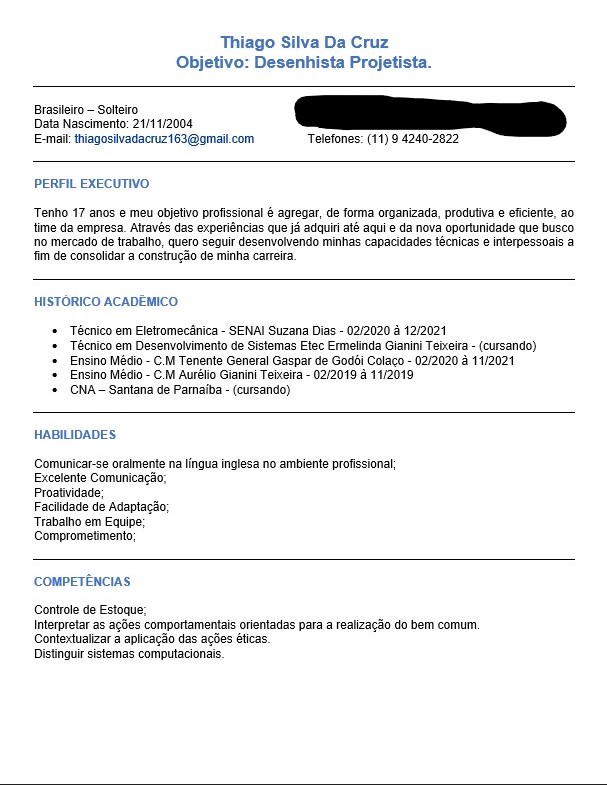 Thiago Silva Da Cruz
Objetivo: Desenhista Projetista.
Brasileiro – Solteiro
Data Nascimento: 21/11/2004
E-mail: thiagosilvadacruz163@gmail.com Telefones: (11) 9 4240-2822
PERFIL EXECUTIVO
Tenho 17 anos e meu objetivo profissional é agregar, de forma organizada, produtiva e eficiente, ao
time da empresa. Através das experiências que já adquiri até aqui e da nova oportunidade que busco
no mercado de trabalho, quero seguir desenvolvendo minhas capacidades técnicas e interpessoais a
fim de consolidar a construção de minha carreira.
HISTÓRICO ACADÊMICO
• Técnico em Eletromecânica - SENAI Suzana Dias - 02/2020 à 12/2021
• Técnico em Desenvolvimento de Sistemas Etec Ermelinda Gianini Teixeira - (cursando)
• Ensino Médio - C.M Tenente General Gaspar de Godói Colaço - 02/2020 à 11/2021
• Ensino Médio - C.M Aurélio Gianini Teixeira - 02/2019 à 11/2019
• CNA – Santana de Parnaíba - (cursando)
HABILIDADES
Comunicar-se oralmente na língua inglesa no ambiente profissional;
Excelente Comunicação;
Proatividade;
Facilidade de Adaptação;
Trabalho em Equipe;
Comprometimento;
COMPETÊNCIAS
Controle de Estoque;
Interpretar as ações comportamentais orientadas para a realização do bem comum.
Contextualizar a aplicação das ações éticas.
Distinguir sistemas computacionais.